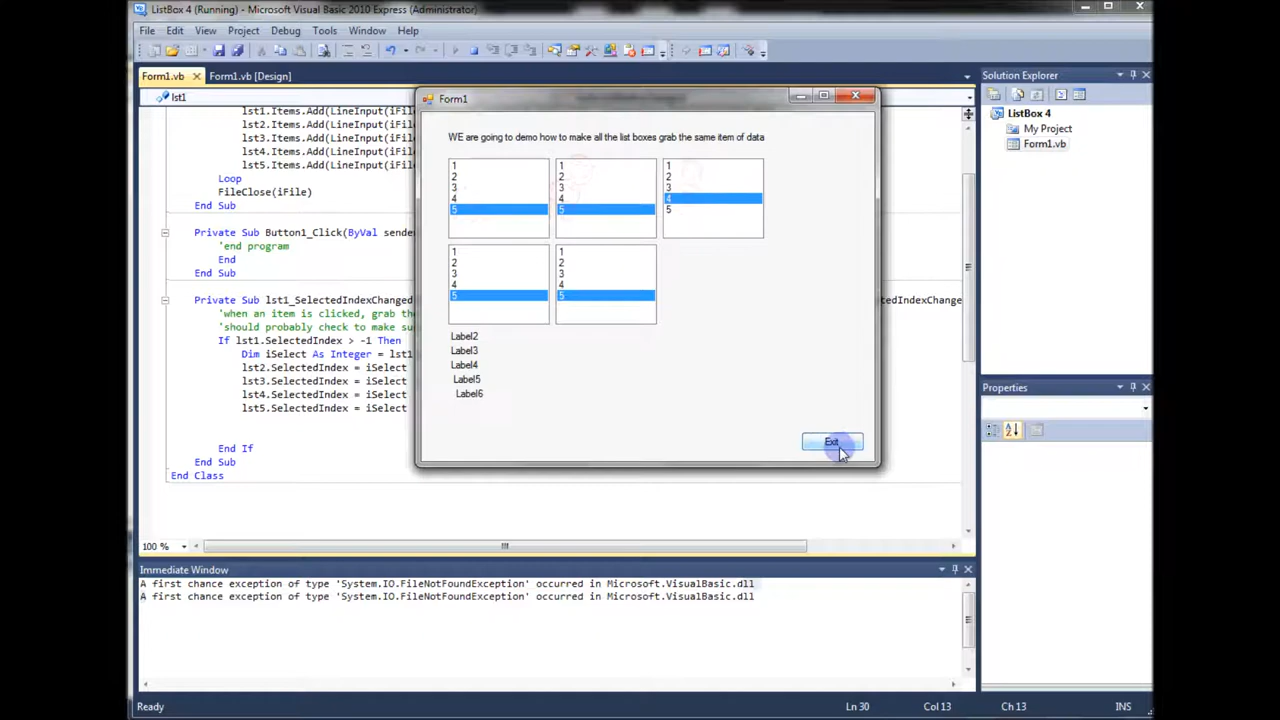 ListBox 4 (Running) - Microsoft Visual Basic 2010 Express (Administrator)
File Edit View Project Debug Tools Window Help
Form1.vb Form1.vb [Design]
lst1
lst1.Items.Add(LineInput(iFi
lst2.Items.Add(LineInput(iFi
lst3.Items.Add(LineInput(iFi
lst4.Items.Add(LineInput(iFi
lst5.Items.Add(LineInput(iFi
Loop
FileClose(iFile)
End Sub
Private Sub Button1_Click(ByVal sende
'end program
End
End Sub
Private Sub lst1_SelectedIndexChanged
edIndexChange
'when an item is clicked, grab the
'should probably check to make su
If lst1.SelectedIndex > -1 Then
Dim iSelect As Integer = lst1
lst2.SelectedIndex = iSelect
lst3.SelectedIndex = iSelect
lst4.SelectedIndex = iSelect
lst5.SelectedIndex = iSelect
End If
End Sub
End Class
100 %
Form1
WE are going to demo how to make all the list boxes grab the same item of data
1 1 1
2 2 2
3 3 3
4 4 4
5 5 5
1 1
2 2
3 3
4 4
5 5
Label2
Label3
Label4
Label5
Label6
Exit
Solution Explorer
ListBox 4
My Project
Form1.vb
Properties
Immediate Window
A first chance exception of type 'System.IO.FileNotFoundException' occurred in Microsoft.VisualBasic.dll
A first chance exception of type 'System.IO.FileNotFoundException' occurred in Microsoft.VisualBasic.dll
Ready Ln 30 Col 13 Ch 13 INS